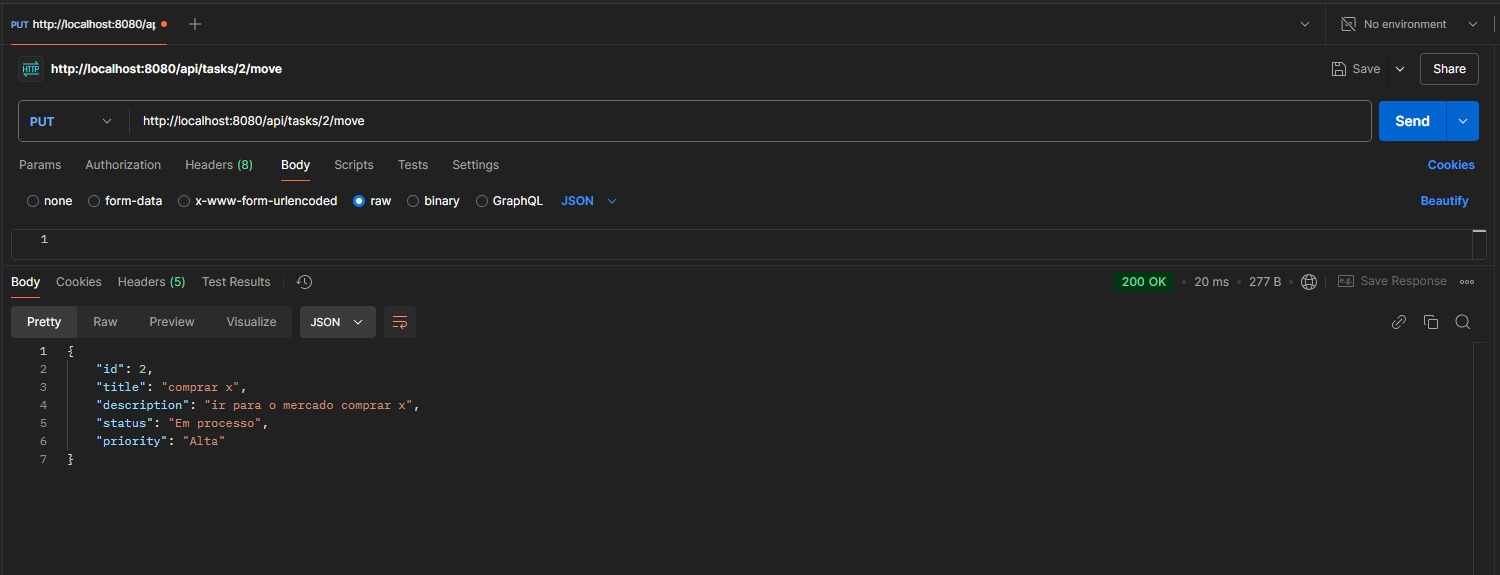 PUT http://localhost:8080/ap
No environment
HTTP http://localhost:8080/api/tasks/2/move
Save
Share
PUT http://localhost:8080/api/tasks/2/move
Send
Params Authorization Headers (8) Body Scripts Tests Settings Cookies
none form-data x-www-form-urlencoded raw binary GraphQL JSON Beautify
1
Body Cookies Headers (5) Test Results 200 OK • 20 ms • 277 B • e.g. Save Response
Pretty Raw Preview Visualize JSON
1 {
2 "id": 2,
3 "title": "comprar x",
4 "description": "ir para o mercado comprar x",
5 "status": "Em processo",
6 "priority": "Alta"
7 }